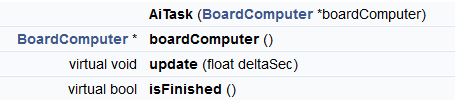 AiTask (BoardComputer *boardComputer)
BoardComputer * boardComputer ()
virtual void update (float deltaSec)
virtual bool isFinished ()